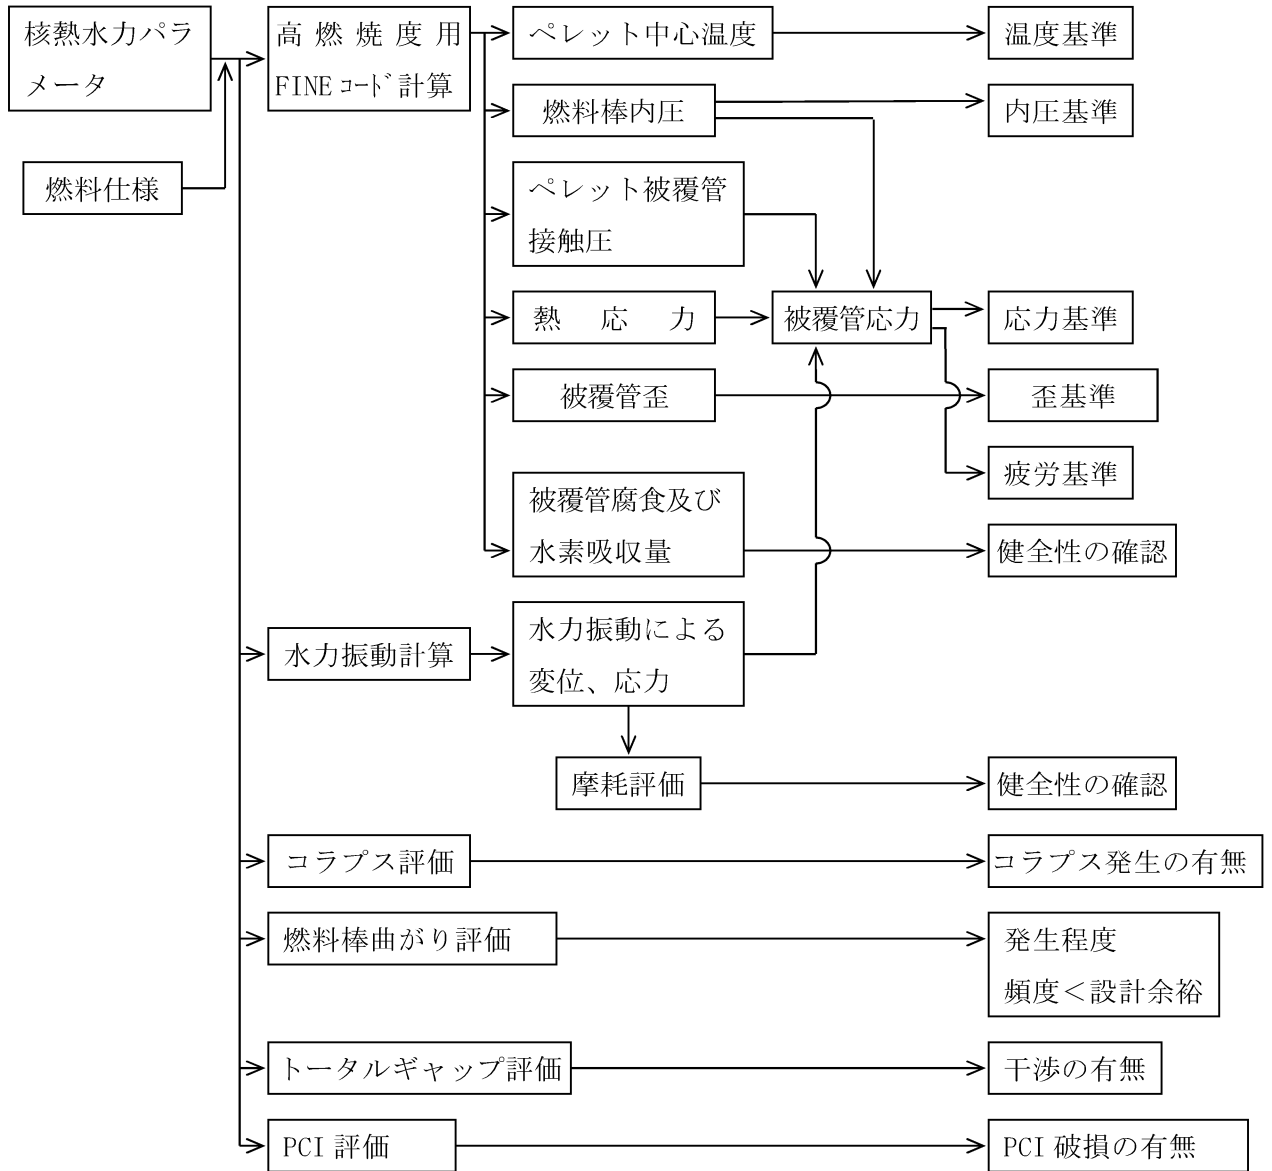 核熱水力パラ
メータ
燃料仕様
高燃焼度用
FINEｺｰﾄﾞ計算
ペレット中心温度
温度基準
燃料棒内圧
内圧基準
ペレット被覆管
接触圧
熱応力
被覆管応力
応力基準
被覆管歪
歪基準
疲労基準
被覆管腐食及び
水素吸収量
健全性の確認
水力振動計算
水力振動による
変位、応力
摩耗評価
健全性の確認
コラプス評価
コラプス発生の有無
燃料棒曲がり評価
発生程度
頻度＜設計余裕
トータルギャップ評価
干渉の有無
PCI評価
PCI破損の有無